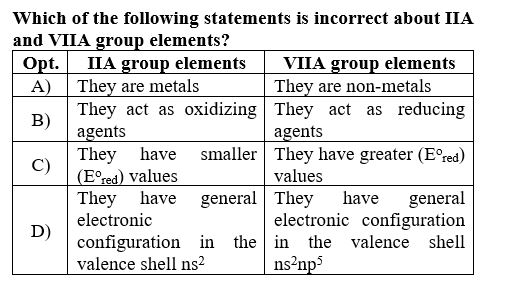 Which of the following statements is incorrect about IIA
and VIIA group elements?
Opt. IIA group elements VIIA group elements
A) They are metals They are non-metals
B) They act as oxidizing agents They act as reducing agents
C) They have smaller (E°red) values They have greater (E°red) values
D) They have general electronic configuration in the valence shell ns² They have general electronic configuration in the valence shell ns²np⁵